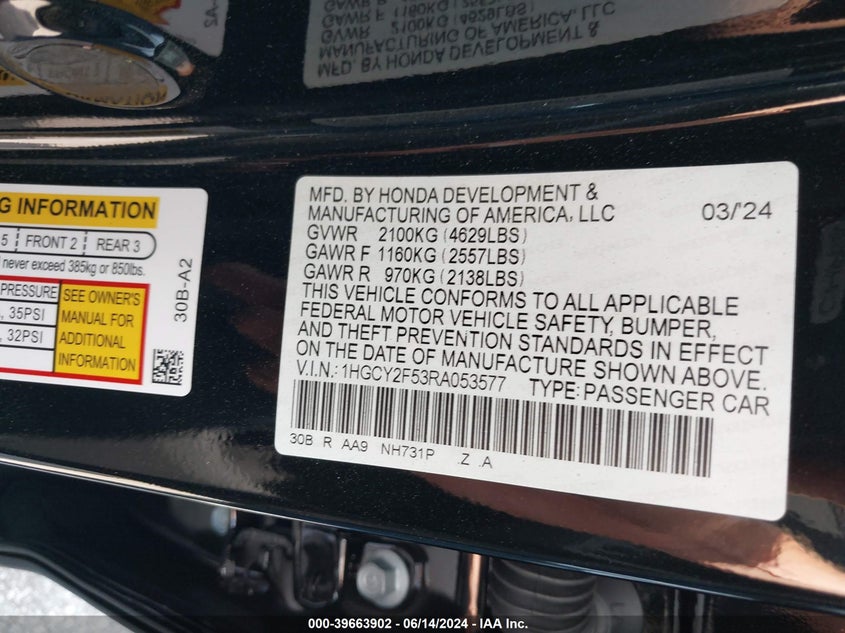 MFD. BY HONDA DEVELOPMENT &
MANUFACTURING OF AMERICA, LLC 03/'24
GVWR 2100KG (4629LBS)
GAWR F 1160KG (2557LBS)
GAWR R 970KG (2138LBS)
THIS VEHICLE CONFORMS TO ALL APPLICABLE
FEDERAL MOTOR VEHICLE SAFETY, BUMPER,
AND THEFT PREVENTION STANDARDS IN EFFECT
ON THE DATE OF MANUFACTURE SHOWN ABOVE.
V.I.N.: 1HGCY2F53RA053577 TYPE: PASSENGER CAR
30B R AA9 NH731P .Z .A
INFORMATION
5 FRONT 2 REAR 3
never exceed 385kg or 850lbs.
PRESSURE
35PSI
32PSI
SEE OWNER'S
MANUAL FOR
ADDITIONAL
INFORMATION
30B-A2
GVWR 2100KG (4629LBS)
MANUFACTURING OF AMERICA, LLC
MFD. BY HONDA DEVELOPMENT &
000-39663902 - 06/14/2024 - IAA Inc.